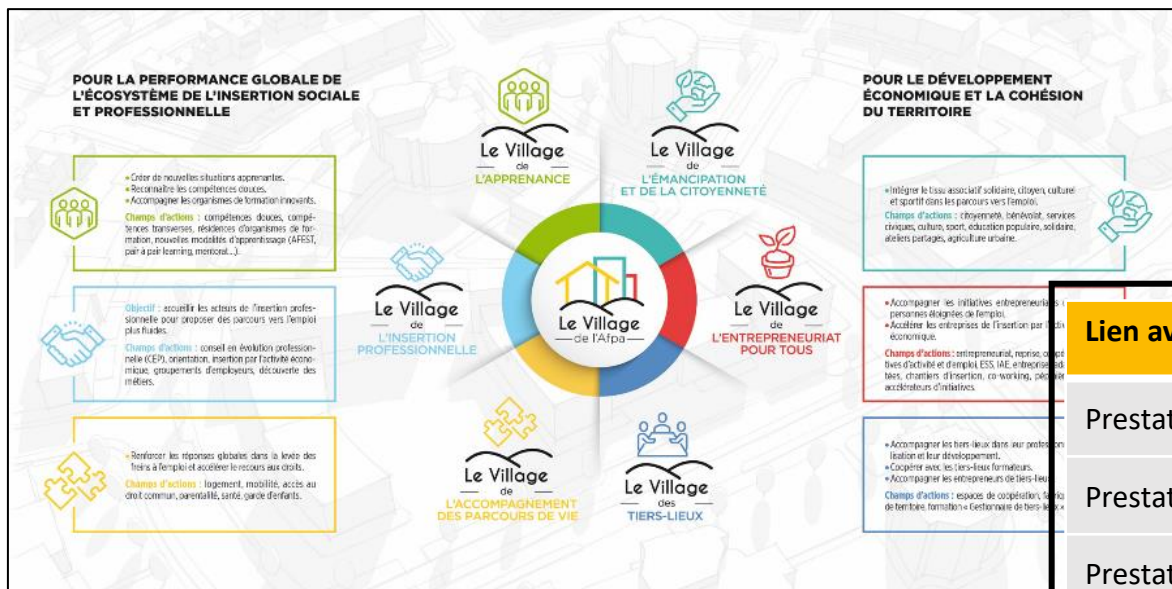 POUR LA PERFORMANCE GLOBALE DE
L'ÉCOSYSTÈME DE L'INSERTION SOCIALE
ET PROFESSIONNELLE
• Créer de nouvelles situations apprenantes.
• Reconnaître les compétences douces.
• Accompagner les organismes de formation innovants.
Champs d'actions : compétences douces, compé-
tences transverses, résidences d'organismes de for-
mation, nouvelles modalités d'apprentissage (AFEST,
pair à pair learning, mentorat...).
Objectif : accueillir les acteurs de l'insertion profes-
sionnelle pour proposer des parcours vers l'emploi
plus fluides.
Champs d'actions : conseil en évolution profession-
nelle (CEP), orientation, insertion par l'activité écono-
mique, groupements d'employeurs, découverte des
métiers.
• Renforcer les réponses globales dans la levée des
freins à l'emploi et accélérer le recours aux droits.
Champs d'actions : logement, mobilité, accès au
droit commun, parentalité, santé, garde d'enfants.
Le Village
de
L'APPRENANCE
Le Village
de
L'ÉMANCIPATION
ET DE LA CITOYENNETÉ
Le Village
de
L'INSERTION
PROFESSIONNELLE
Le Village
de l'Afpa
Le Village
de
L'ENTREPRENEURIAT
POUR TOUS
Le Village
de
L'ACCOMPAGNEMENT
DES PARCOURS DE VIE
Le Village
des
TIERS-LIEUX
POUR LE DÉVELOPPEMENT
ÉCONOMIQUE ET LA COHÉSION
DU TERRITOIRE
• Intégrer le tissu associatif solidaire, citoyen, culturel
et sportif dans les parcours vers l'emploi.
Champs d'actions : citoyenneté, bénévolat, services
civiques, culture, sport, éducation populaire, solidaire,
ateliers partagés, agriculture urbaine.
• Accompagner les initiatives entrepreneuriales
personnes éloignées de l'emploi.
• Accélérer les entreprises de l'insertion par
économique.
Champs d'actions : entrepreneuriat, reprise,
tives d'activité et d'emploi, ESS, IAE, entreprises
tées, chantiers d'insertion, co-working,
accélérateurs d'initiatives.
• Accompagner les tiers-lieux dans leur
lisation et leur développement.
• Coopérer avec les tiers-lieux formateurs.
• Accompagner les entrepreneurs de tiers-lieux
Champs d'actions : espaces de coopération,
de territoire, formation « Gestionnaire de tiers-lieux »
Lien av
Prestat
Prestat
Prestat